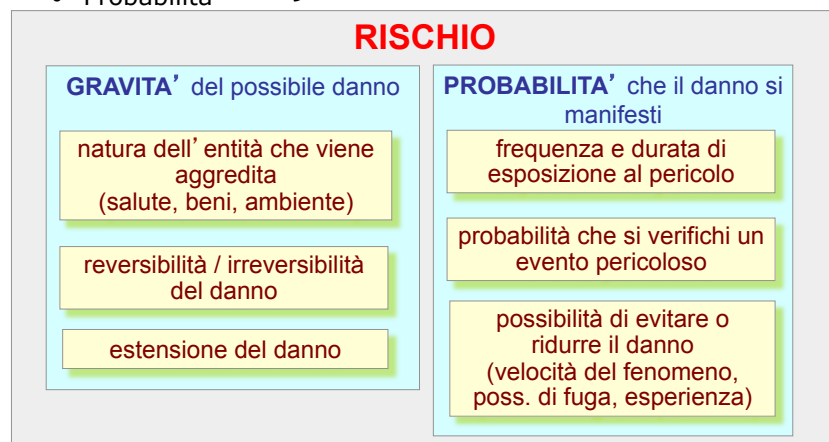 Probabilità
RISCHIO
GRAVITA’ del possibile danno
natura dell’entità che viene
aggredita
(salute, beni, ambiente)
reversibilità / irreversibilità
del danno
estensione del danno
PROBABILITA’ che il danno si
manifesti
frequenza e durata di
esposizione al pericolo
probabilità che si verifichi un
evento pericoloso
possibilità di evitare o
ridurre il danno
(velocità del fenomeno,
poss. di fuga, esperienza)